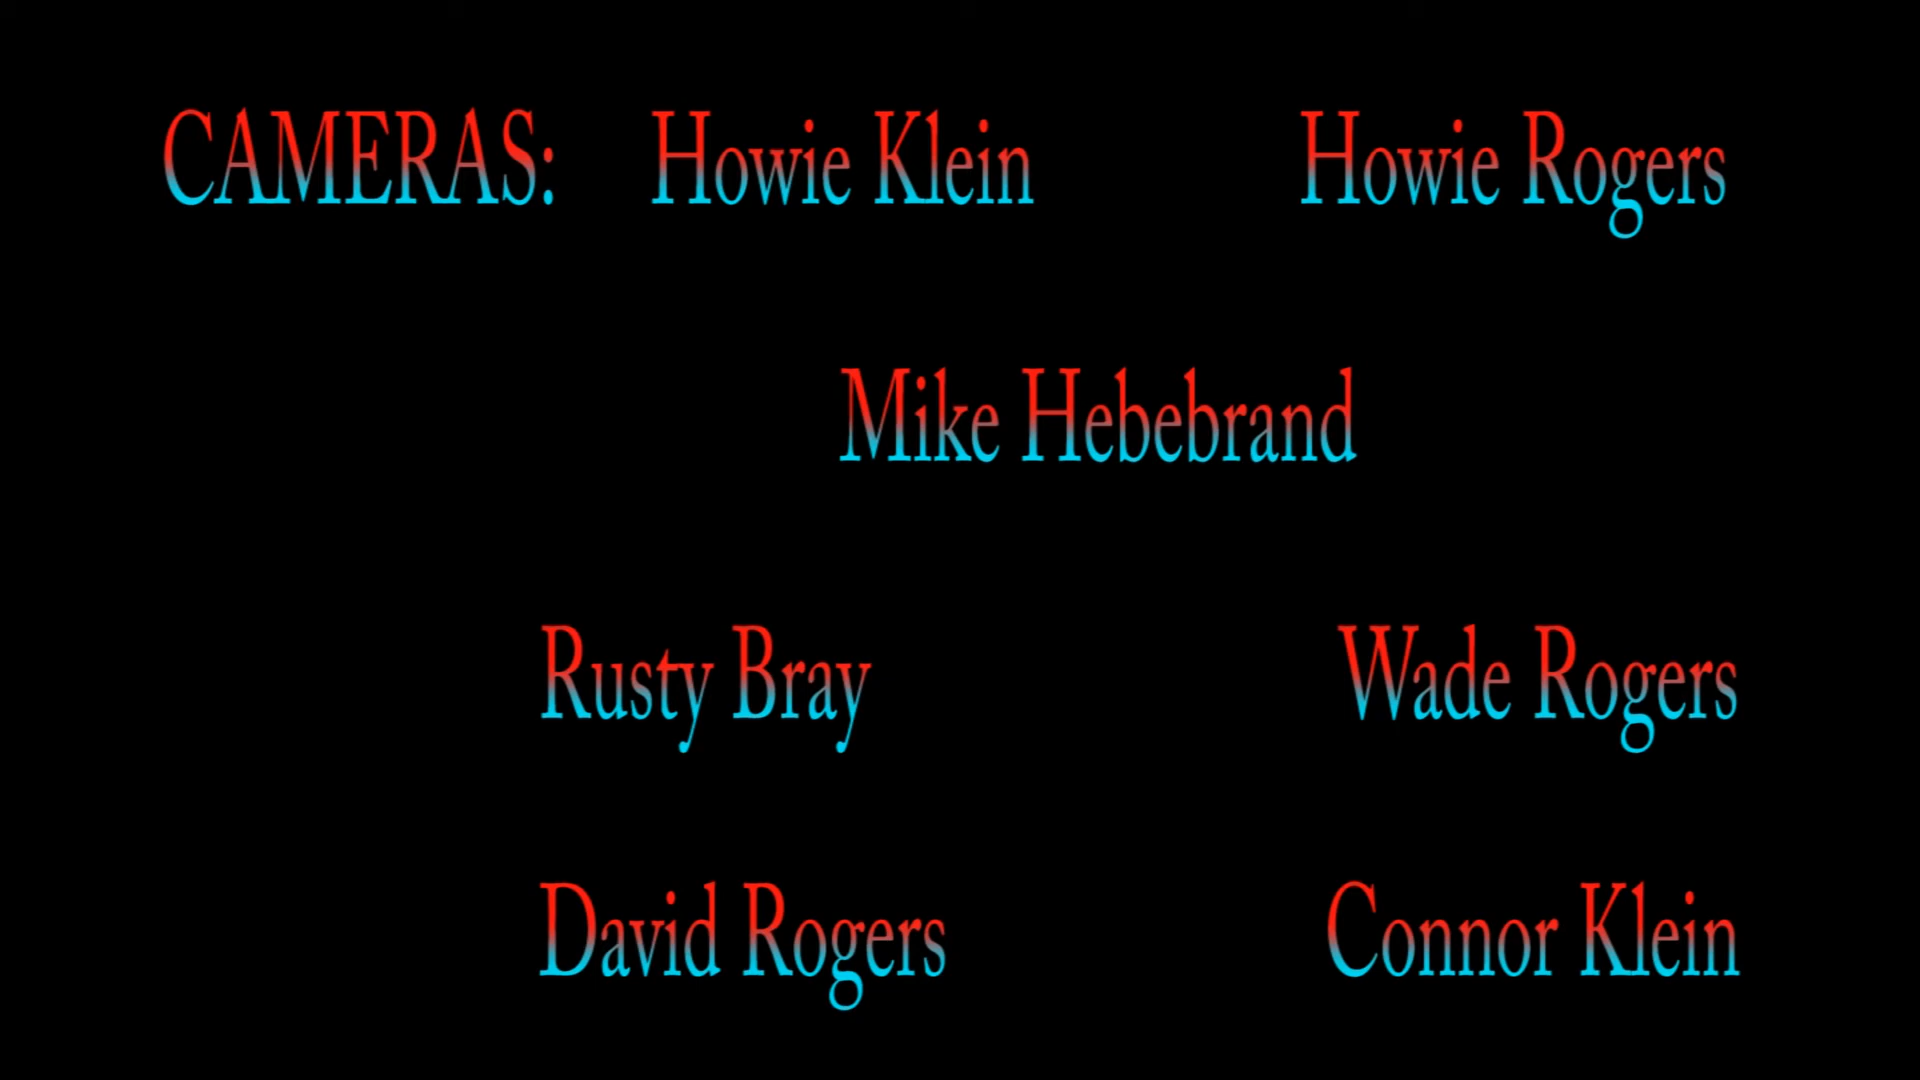 CAMERAS: Howie Klein Howie Rogers
Mike Hebebrand
Rusty Bray Wade Rogers
David Rogers Connor Klein